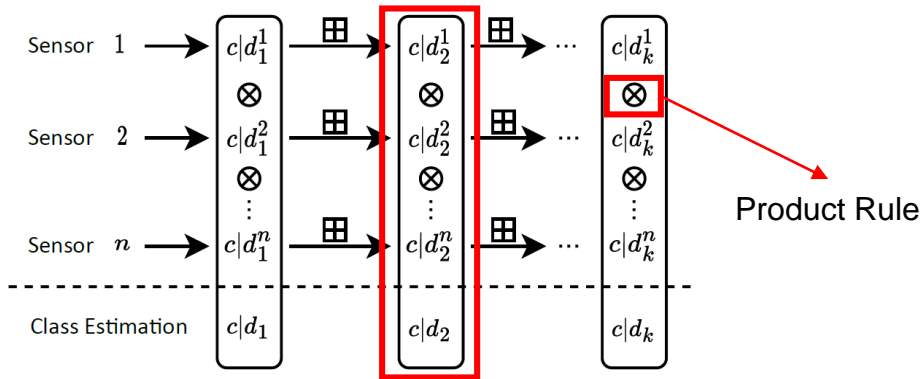 Sensor 1 c|d_1^1 ⊞ c|d_2^1 ⊞ ... c|d_k^1
⊗ ⊗ ⊗
Sensor 2 c|d_1^2 ⊞ c|d_2^2 ⊞ ... c|d_k^2
⊗ ⊗ ⊗
Product Rule
⋮ ⋮ ⋮
Sensor n c|d_1^n ⊞ c|d_2^n ⊞ ... c|d_k^n
Class Estimation c|d_1 c|d_2 c|d_k